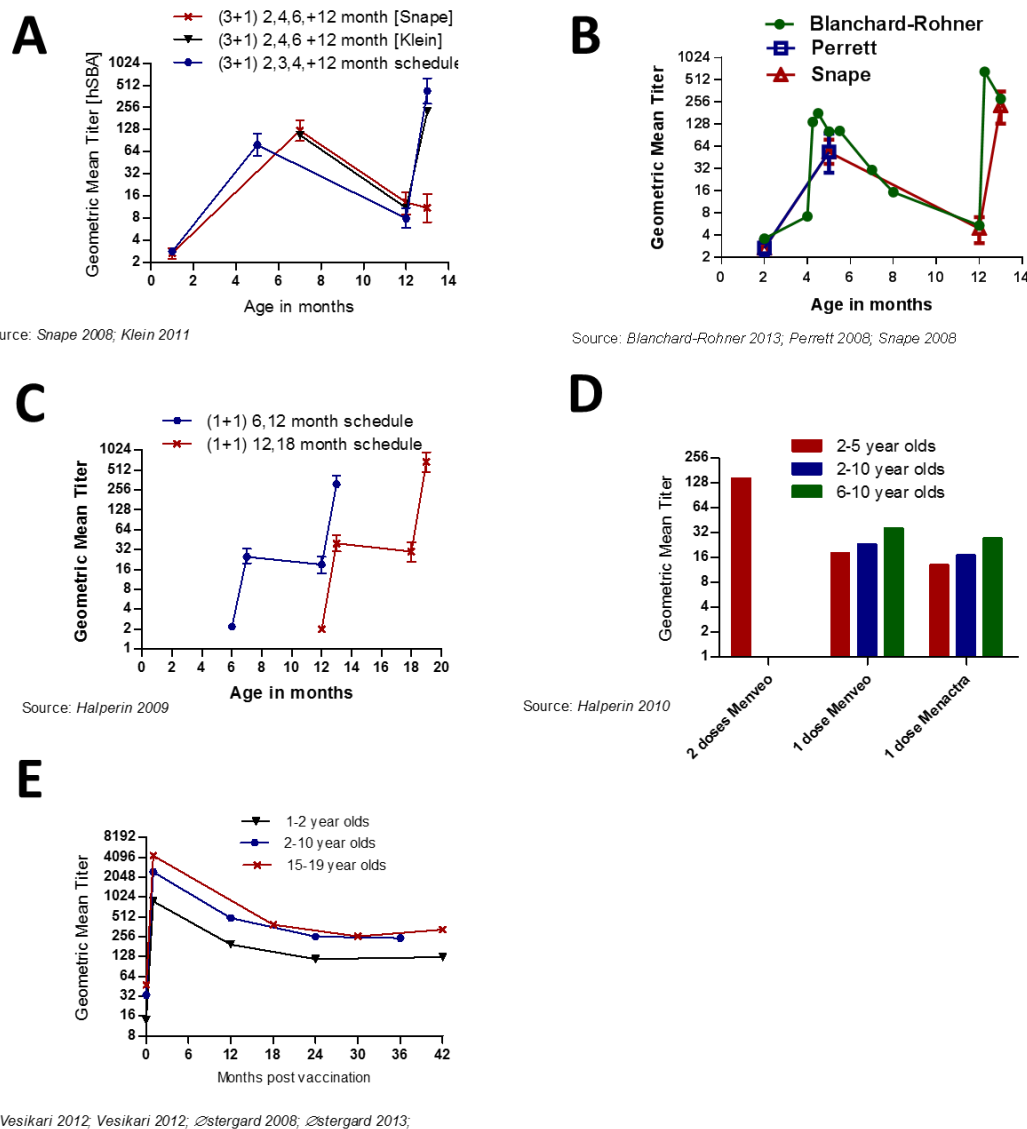 A
(3+1) 2,4,6,+12 month [Snape]
(3+1) 2,4,6 +12 month [Klein]
(3+1) 2,3,4,+12 month schedule
Geometric Mean Titer [hSBA]
1024
512
256
128
64
32
16
8
4
2
0 2 4 6 8 10 12 14
Age in months
urce: Snape 2008; Klein 2011
B
Blanchard-Rohner
Perrett
Snape
Geometric Mean Titer
1024
512
256
128
64
32
16
8
4
2
0 2 4 6 8 10 12 14
Age in months
Source: Blanchard-Rohner 2013; Perrett 2008; Snape 2008
C
(1+1) 6,12 month schedule
(1+1) 12,18 month schedule
Geometric Mean Titer
1024
512
256
128
64
32
16
8
4
2
1
0 2 4 6 8 10 12 14 16 18 20
Age in months
Source: Halperin 2009
D
2-5 year olds
2-10 year olds
6-10 year olds
Geometric Mean Titer
256
128
64
32
16
8
4
2
1
2 doses Menveo
1 dose Menveo
1 dose Menactra
Source: Halperin 2010
E
1-2 year olds
2-10 year olds
15-19 year olds
Geometric Mean Titer
8192
4096
2048
1024
512
256
128
64
32
16
8
0 6 12 18 24 30 36 42
Months post vaccination
Vesikari 2012; Vesikari 2012; Østergard 2008; Østergard 2013;